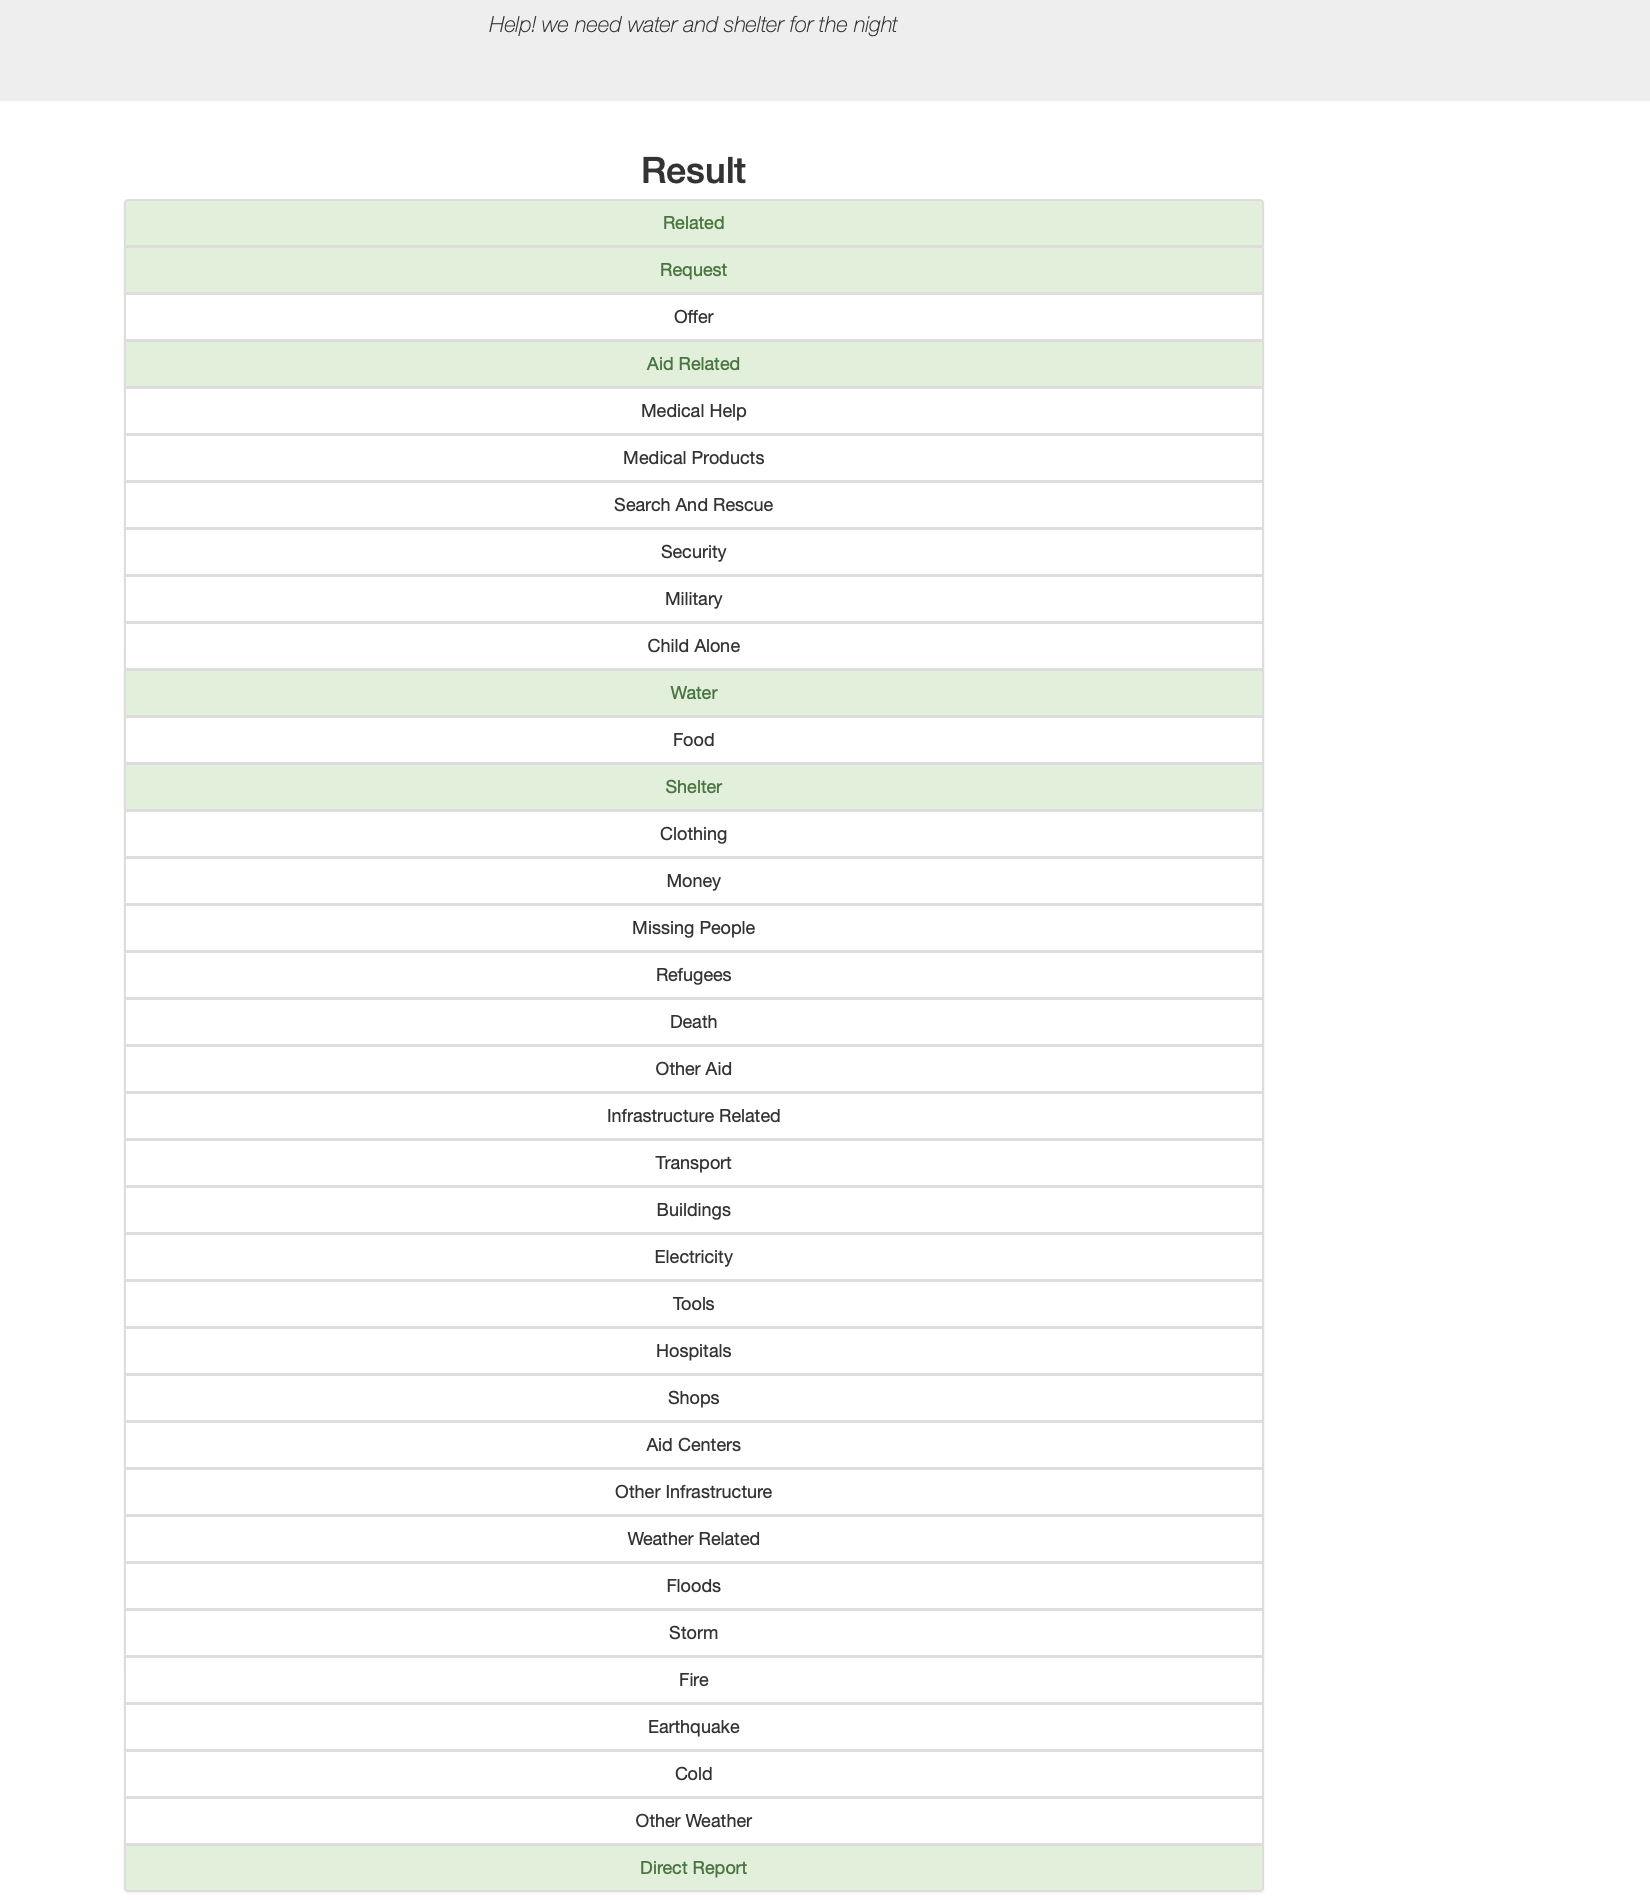 Help! we need water and shelter for the night
Result
Related
Request
Offer
Aid Related
Medical Help
Medical Products
Search And Rescue
Security
Military
Child Alone
Water
Food
Shelter
Clothing
Money
Missing People
Refugees
Death
Other Aid
Infrastructure Related
Transport
Buildings
Electricity
Tools
Hospitals
Shops
Aid Centers
Other Infrastructure
Weather Related
Floods
Storm
Fire
Earthquake
Cold
Other Weather
Direct Report